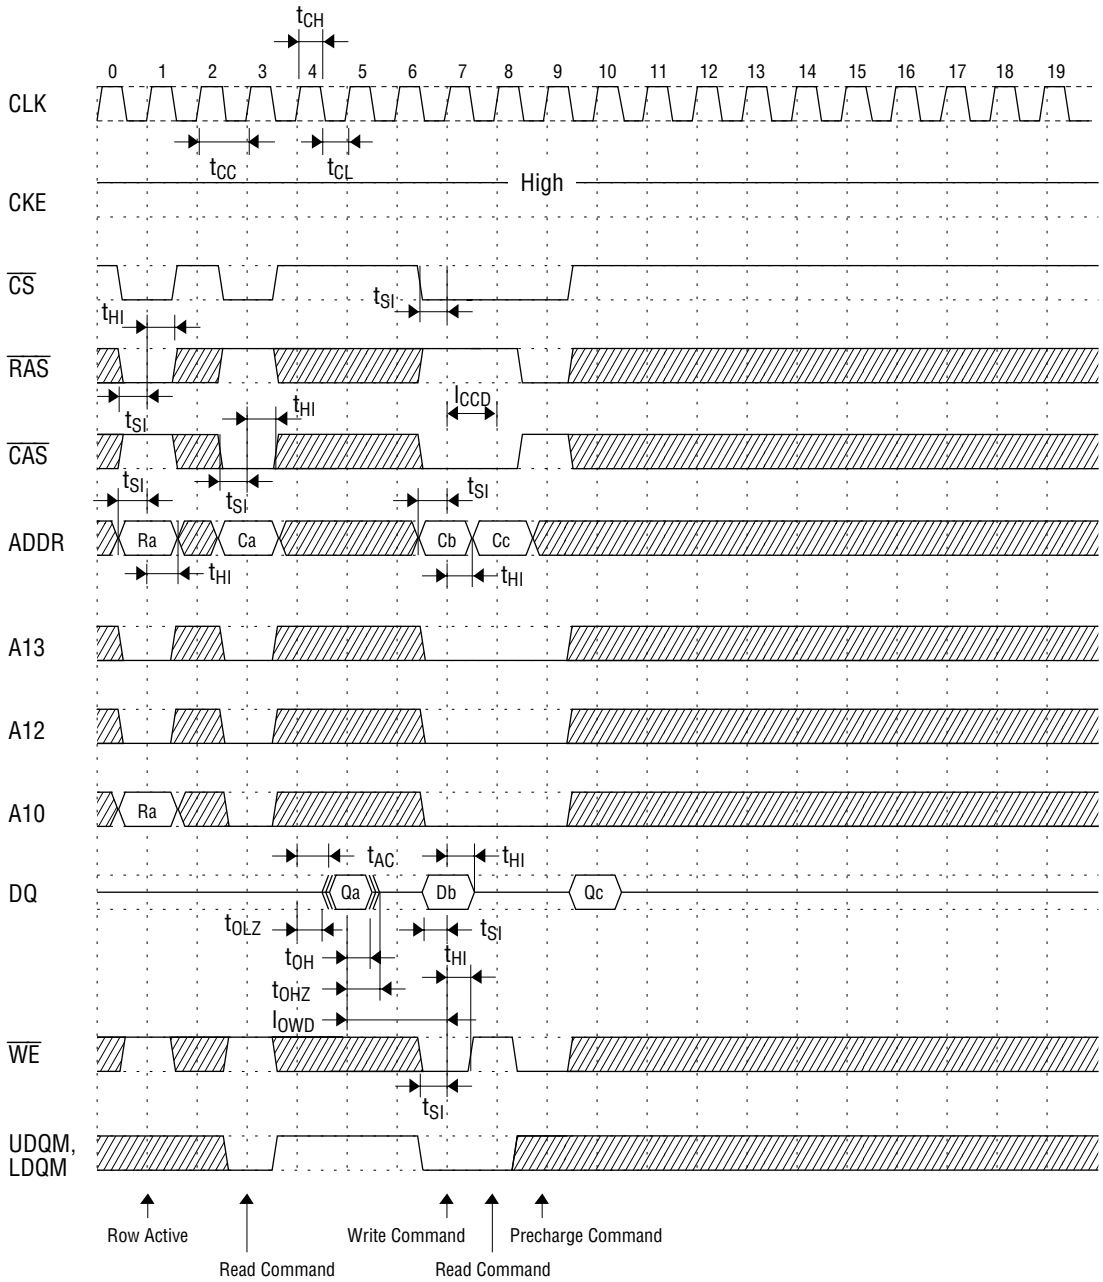 tCH
0 1 2 3 4 5 6 7 8 9 10 11 12 13 14 15 16 17 18 19
CLK
tCC tCL
High
CKE
CS
tSI
tHI
RAS
lCCD
tHI
tSI
CAS
tSI tSI tSI
ADDR Ra Ca Cb Cc
tHI tHI
A13
A12
A10 Ra
tAC tHI
DQ Qa Db Qc
tOLZ tSI
tOH tHI
tOHZ
lOWD
WE
tSI
UDQM,
LDQM
Row Active Write Command Precharge Command
Read Command Read Command